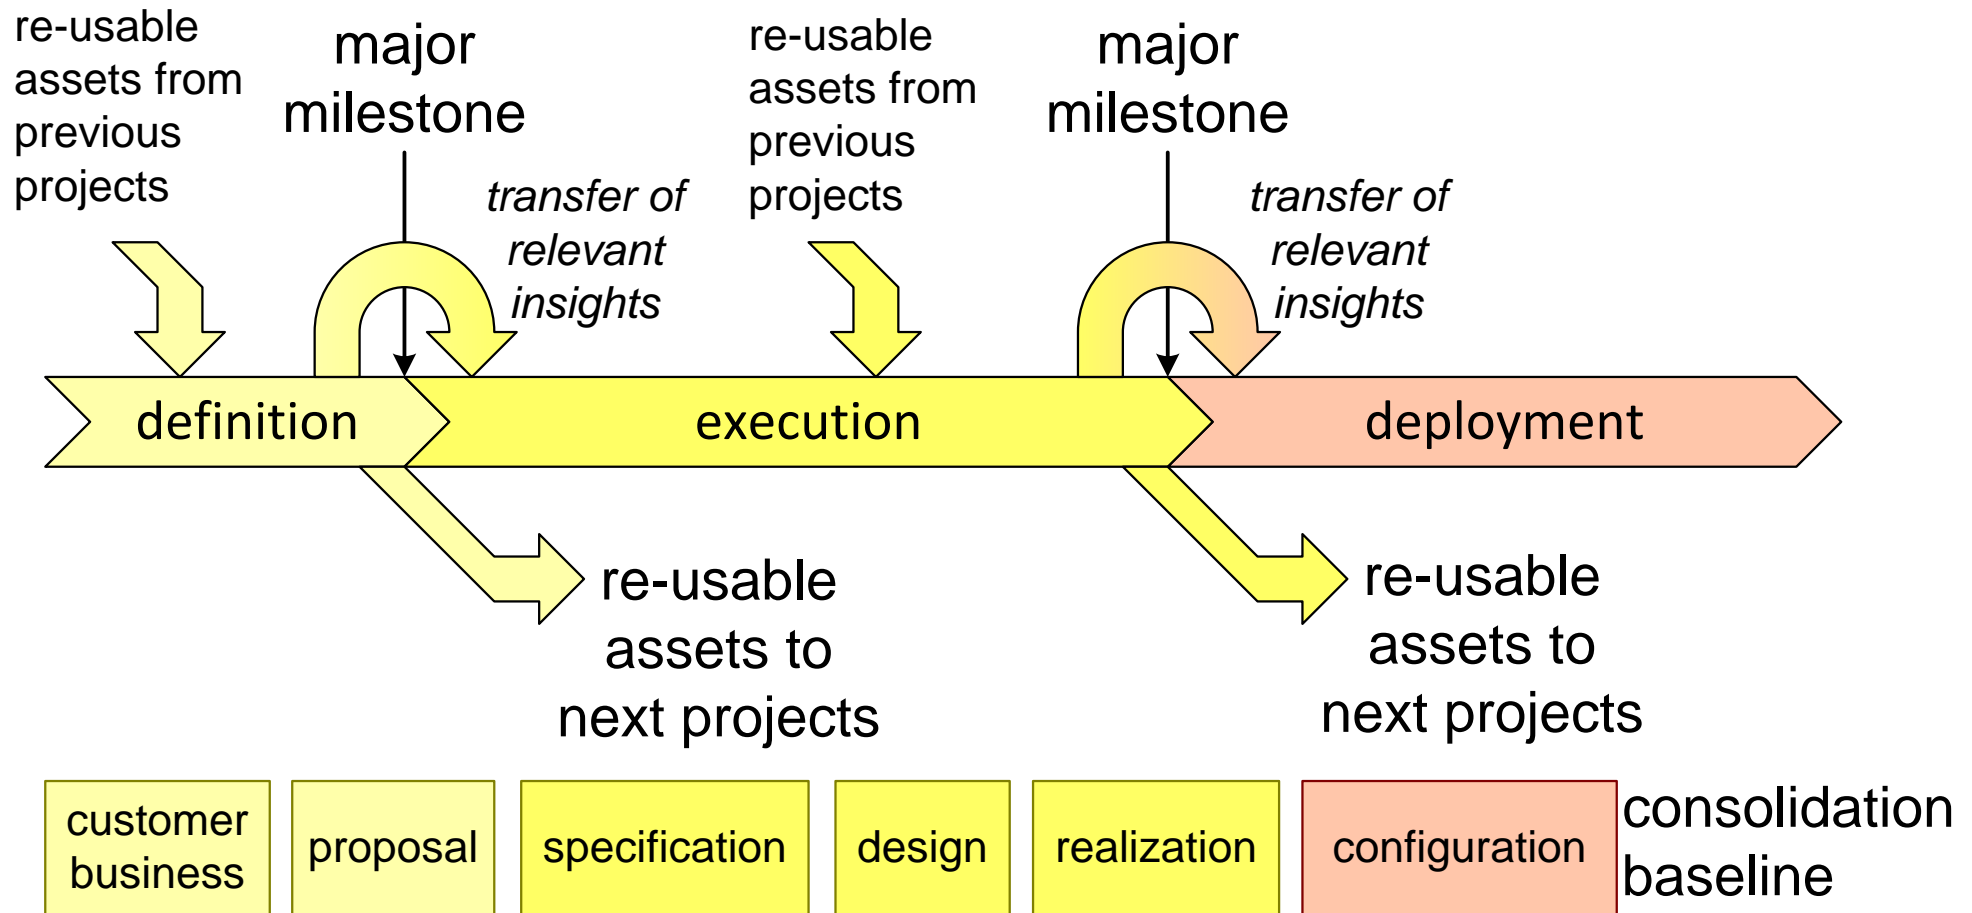 re-usable
assets from
previous
projects
major
milestone
transfer of
relevant
insights
re-usable
assets from
previous
projects
major
milestone
transfer of
relevant
insights
definition
execution
deployment
re-usable
assets to
next projects
re-usable
assets to
next projects
customer
business
proposal
specification
design
realization
configuration
consolidation
baseline